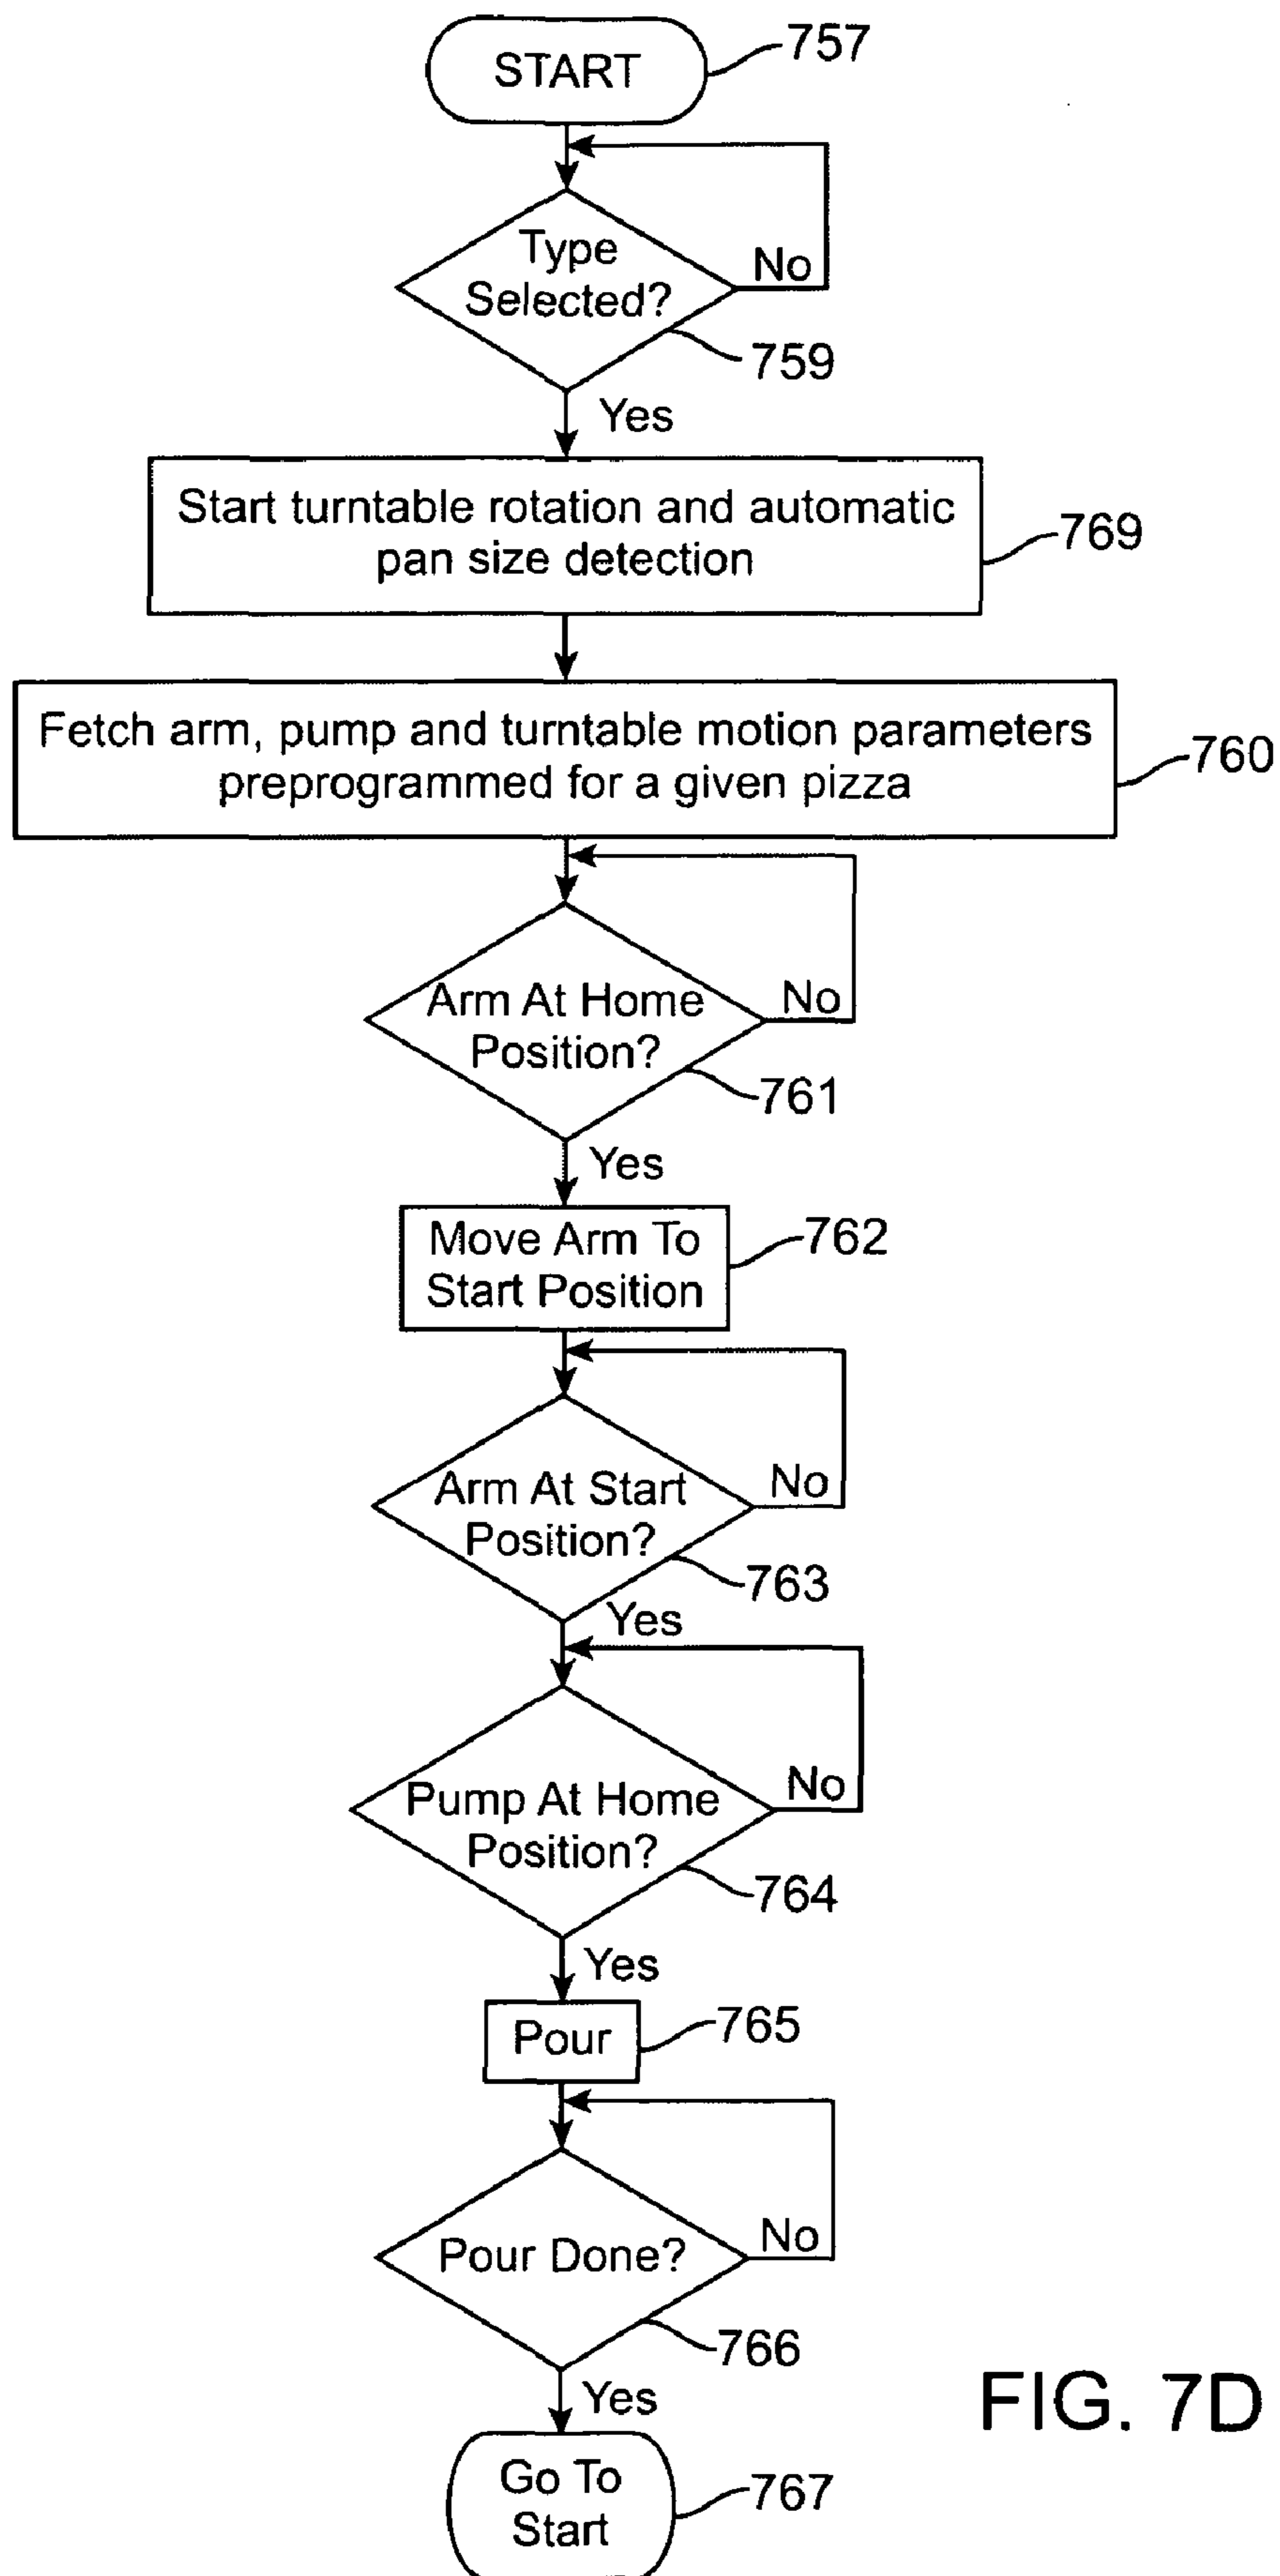 START
757
Type
Selected?
No
759
Yes
Start turntable rotation and automatic
pan size detection
769
Fetch arm, pump and turntable motion parameters
preprogrammed for a given pizza
760
Arm At Home
Position?
No
761
Yes
Move Arm To
Start Position
762
Arm At Start
Position?
No
763
Yes
Pump At Home
Position?
No
764
Yes
Pour
765
Pour Done?
No
766
Yes
Go To
Start
767
FIG. 7D